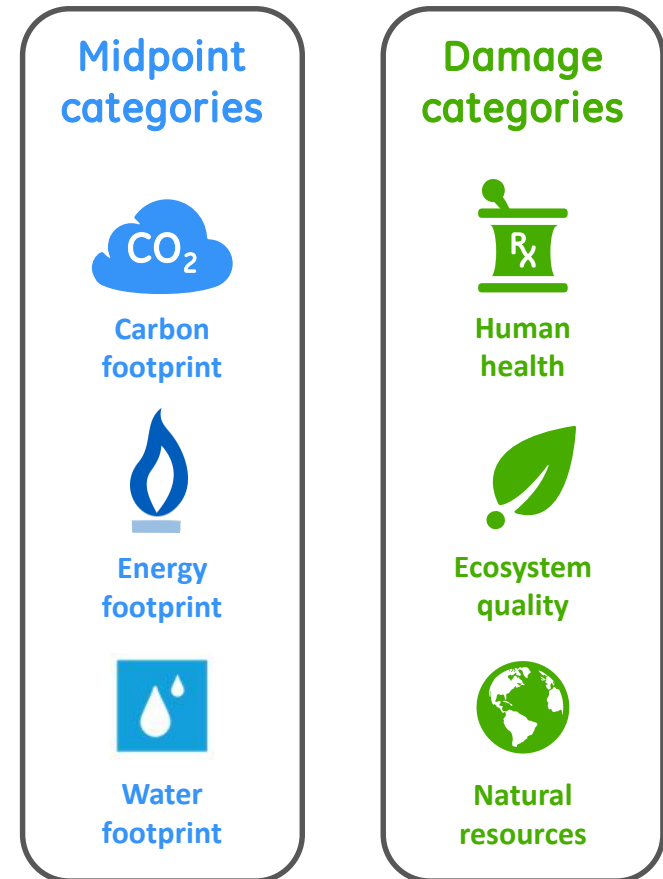 Midpoint
categories
CO₂
Carbon
footprint
Energy
footprint
Water
footprint
Damage
categories
Rx
Human
health
Ecosystem
quality
Natural
resources